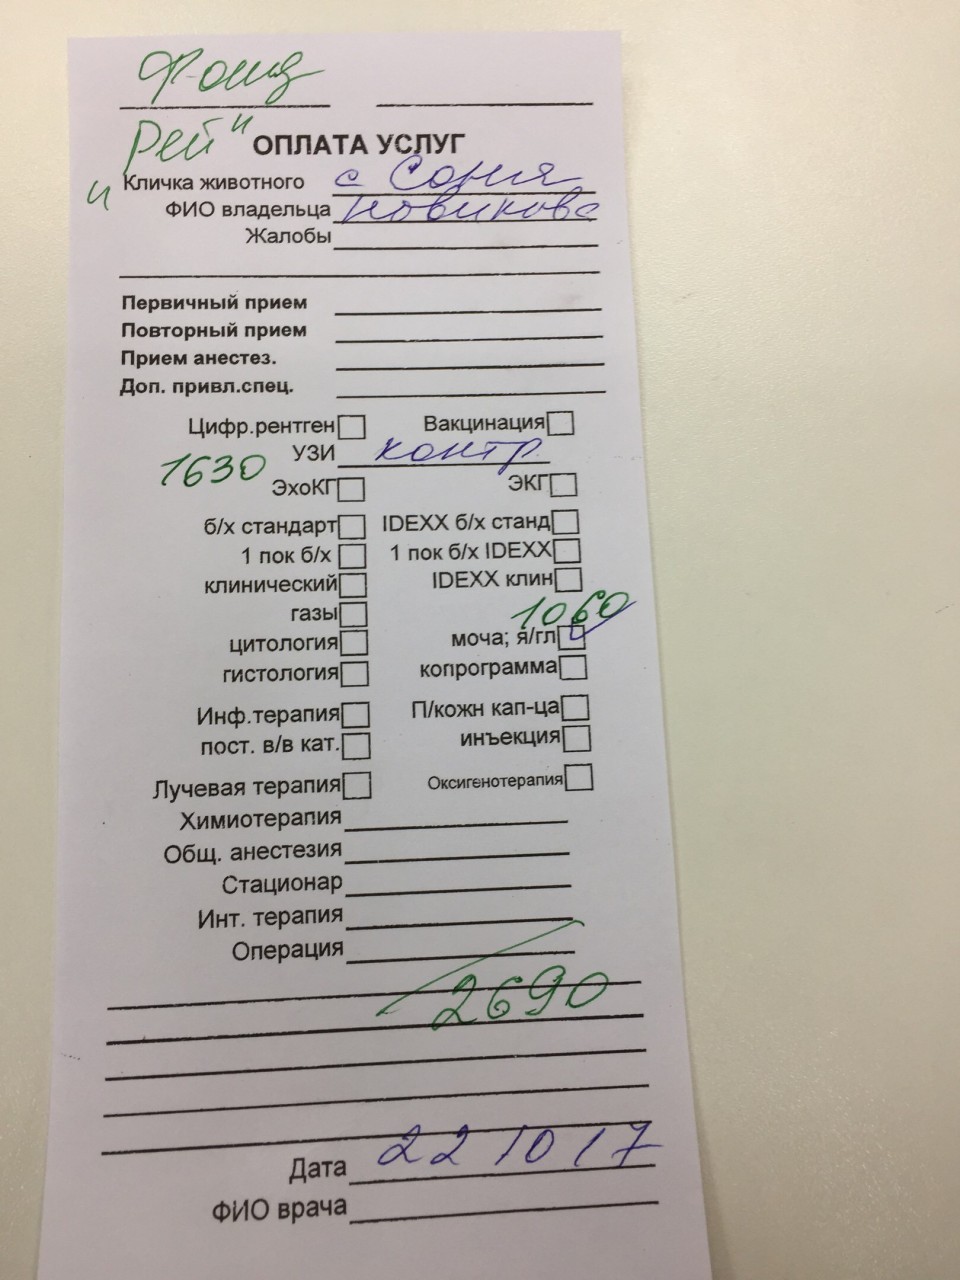 Фонд
"Рей" ОПЛАТА УСЛУГ
Кличка животного с Соня
ФИО владельца Новикова
Жалобы
Первичный прием
Повторный прием
Прием анестез.
Доп. привл.спец.
Цифр.рентген Вакцинация
1630 УЗИ контр.
ЭхоКГ ЭКГ
б/х стандарт IDEXX б/х станд
1 пок б/х 1 пок б/х IDEXX
клинический IDEXX клин
газы 1060
цитология моча; я/гл
гистология копрограмма
Инф.терапия П/кожн кап-ца
пост. в/в кат. инъекция
Лучевая терапия Оксигенотерапия
Химиотерапия
Общ. анестезия
Стационар
Инт. терапия
Операция
2690
Дата 22 10 17
ФИО врача